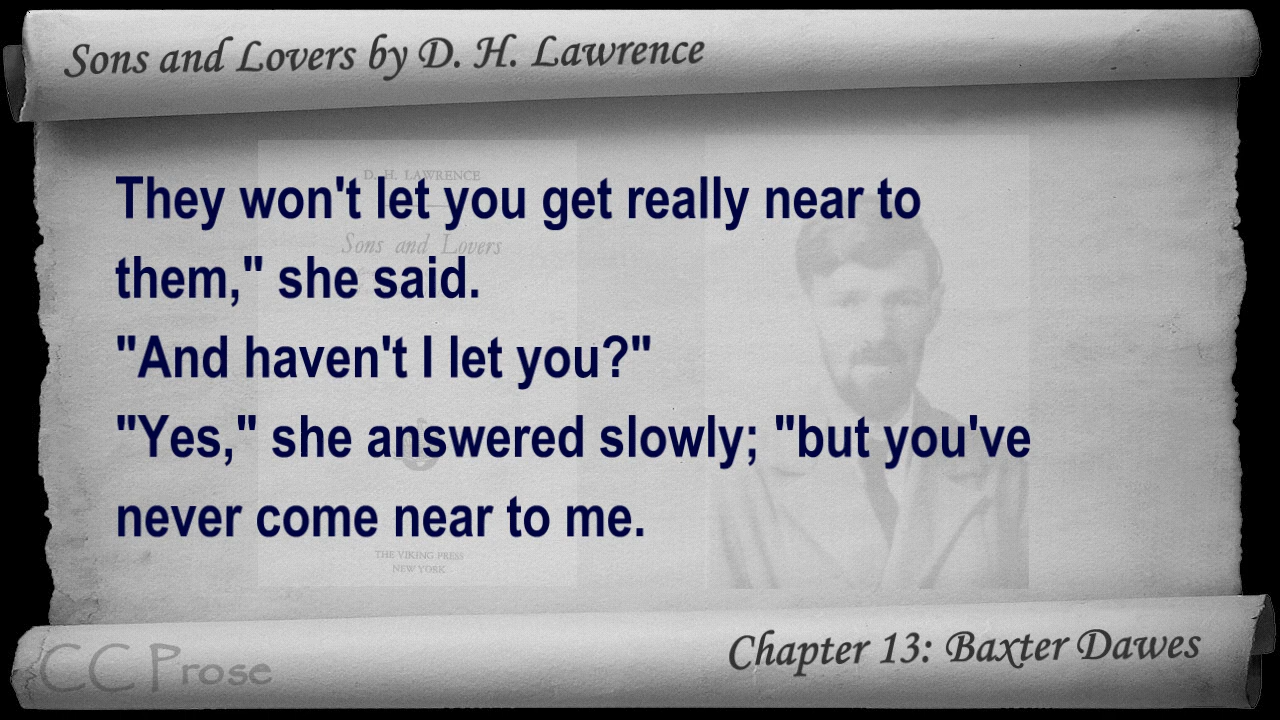 Sons and Lovers by D. H. Lawrence
D. H. LAWRENCE
Sons and Lovers
They won't let you get really near to
them," she said.
"And haven't I let you?"
"Yes," she answered slowly; "but you've
never come near to me.
THE VIKING PRESS
NEW YORK
Chapter 13: Baxter Dawes
CC Prose